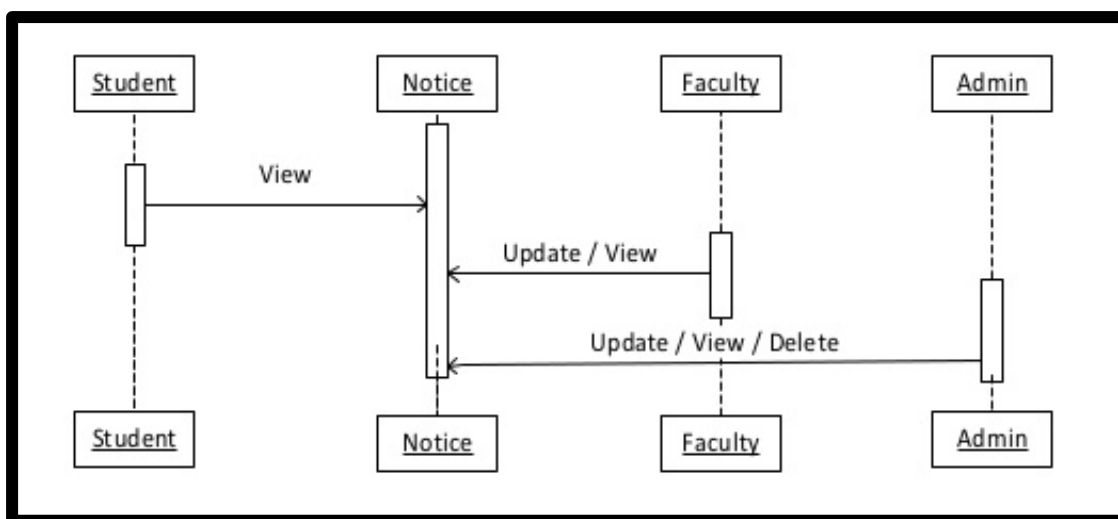 Student
Notice
Faculty
Admin
View
Update / View
Update / View / Delete
Student
Notice
Faculty
Admin